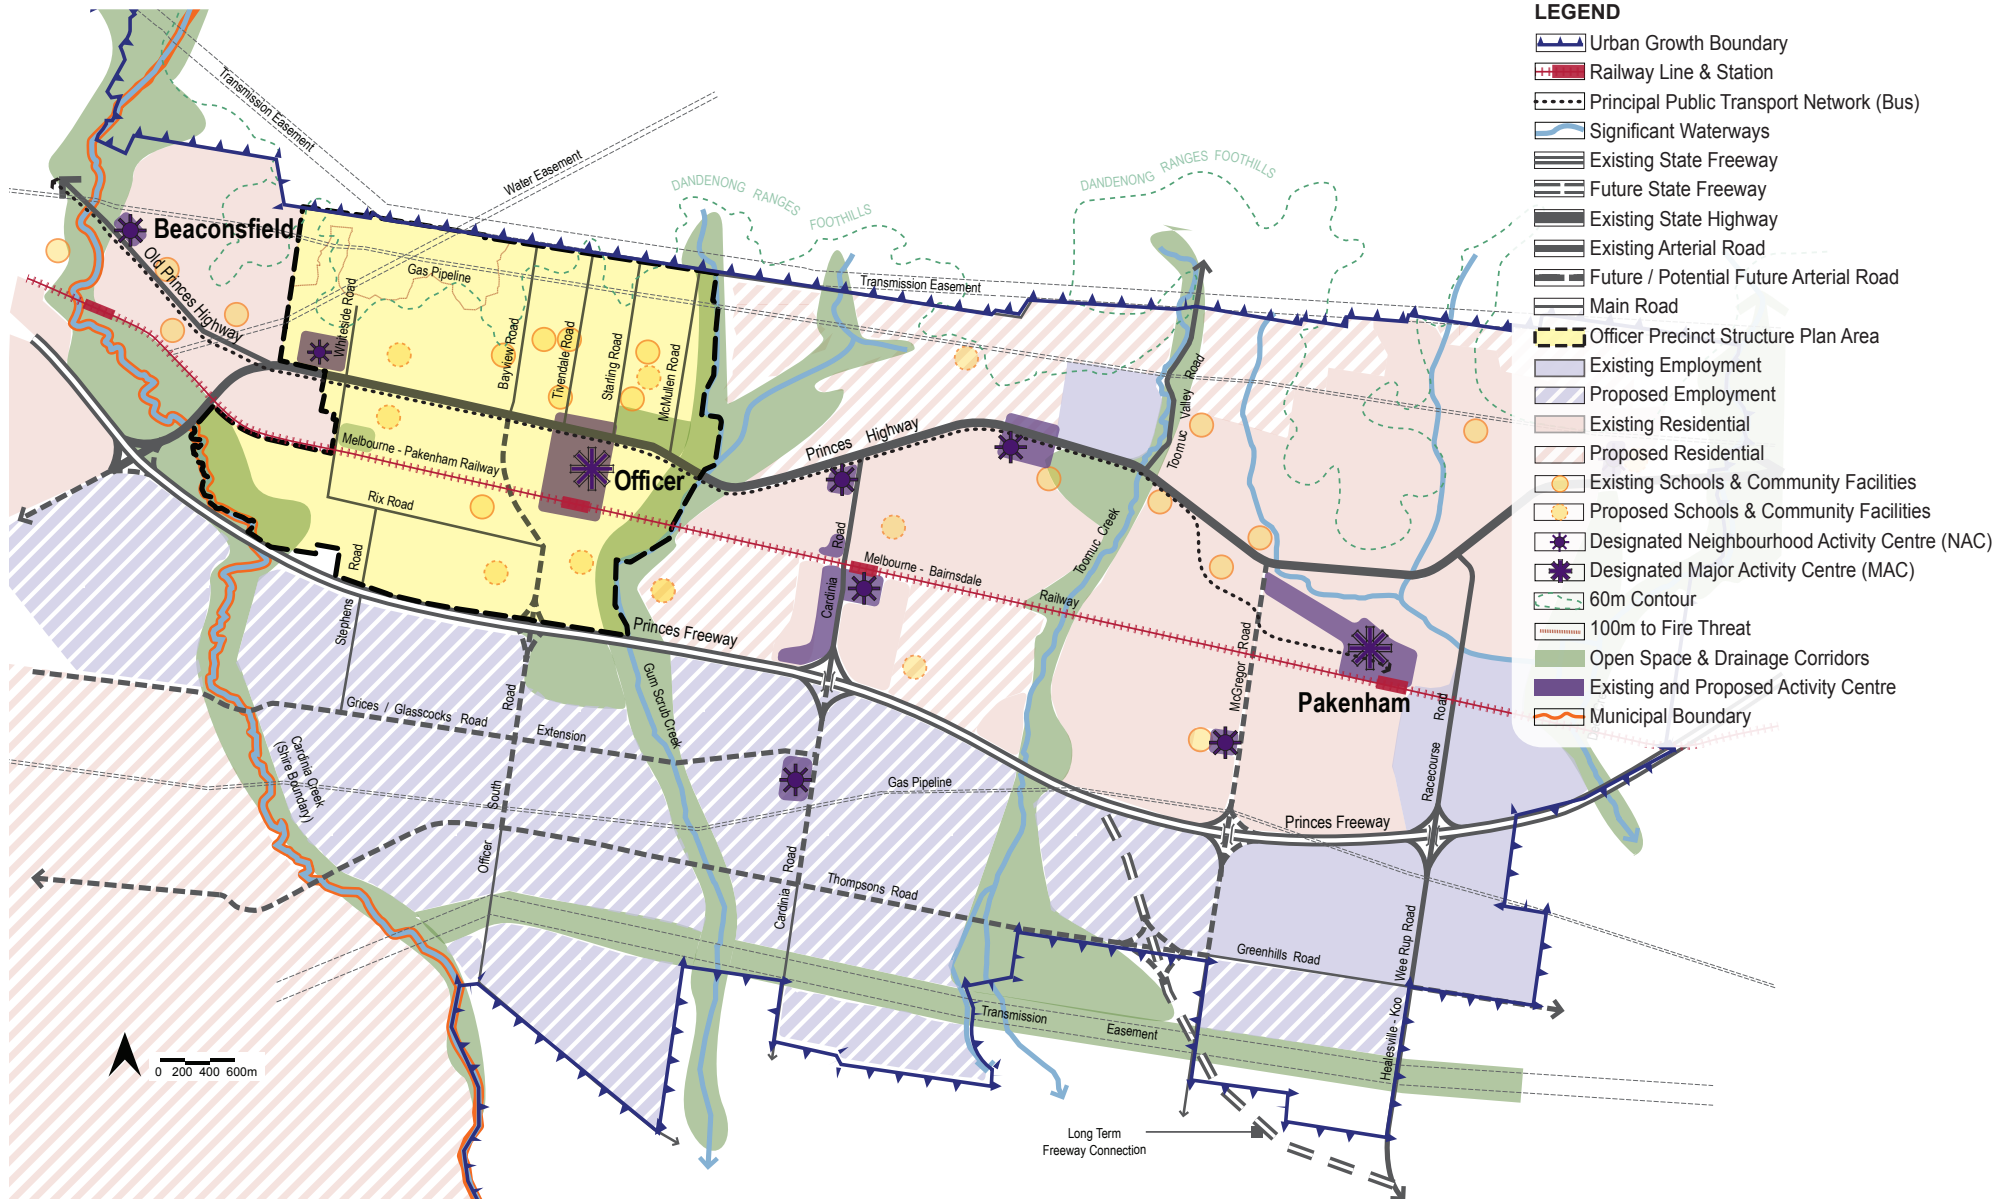 LEGEND
Urban Growth Boundary
Railway Line & Station
Principal Public Transport Network (Bus)
Significant Waterways
Existing State Freeway
Future State Freeway
Existing State Highway
Existing Arterial Road
Future / Potential Future Arterial Road
Main Road
Officer Precinct Structure Plan Area
Existing Employment
Proposed Employment
Existing Residential
Proposed Residential
Existing Schools & Community Facilities
Proposed Schools & Community Facilities
Designated Neighbourhood Activity Centre (NAC)
Designated Major Activity Centre (MAC)
60m Contour
100m to Fire Threat
Open Space & Drainage Corridors
Existing and Proposed Activity Centre
Municipal Boundary
Transmission Easement
Water Easement
DANDENONG RANGES FOOTHILLS
DANDENONG RANGES FOOTHILLS
Beaconsfield
Old Princes Highway
Gas Pipeline
Transmission Easement
Whiteside Road
Bayview Road
Tivendale Road
Starling Road
McMullen Road
Toomuc Valley Road
Princes Highway
Melbourne - Pakenham Railway
Officer
Rix Road
Road
Stephens
Road
Cardinia
Melbourne - Bairnsdale
Railway
Toomuc Creek
Princes Freeway
McGregor Road
Pakenham
Road
Racecourse
Gum Scrub Creek
Grices / Glasscocks Road
Extension
Road
South
Officer
Cardinia Creek
(Shire Boundary)
Gas Pipeline
Princes Freeway
Cardinia Road
Thompsons Road
Greenhills Road
Healesville - Koo Wee Rup Road
Transmission Easement
0 200 400 600m
Long Term
Freeway Connection